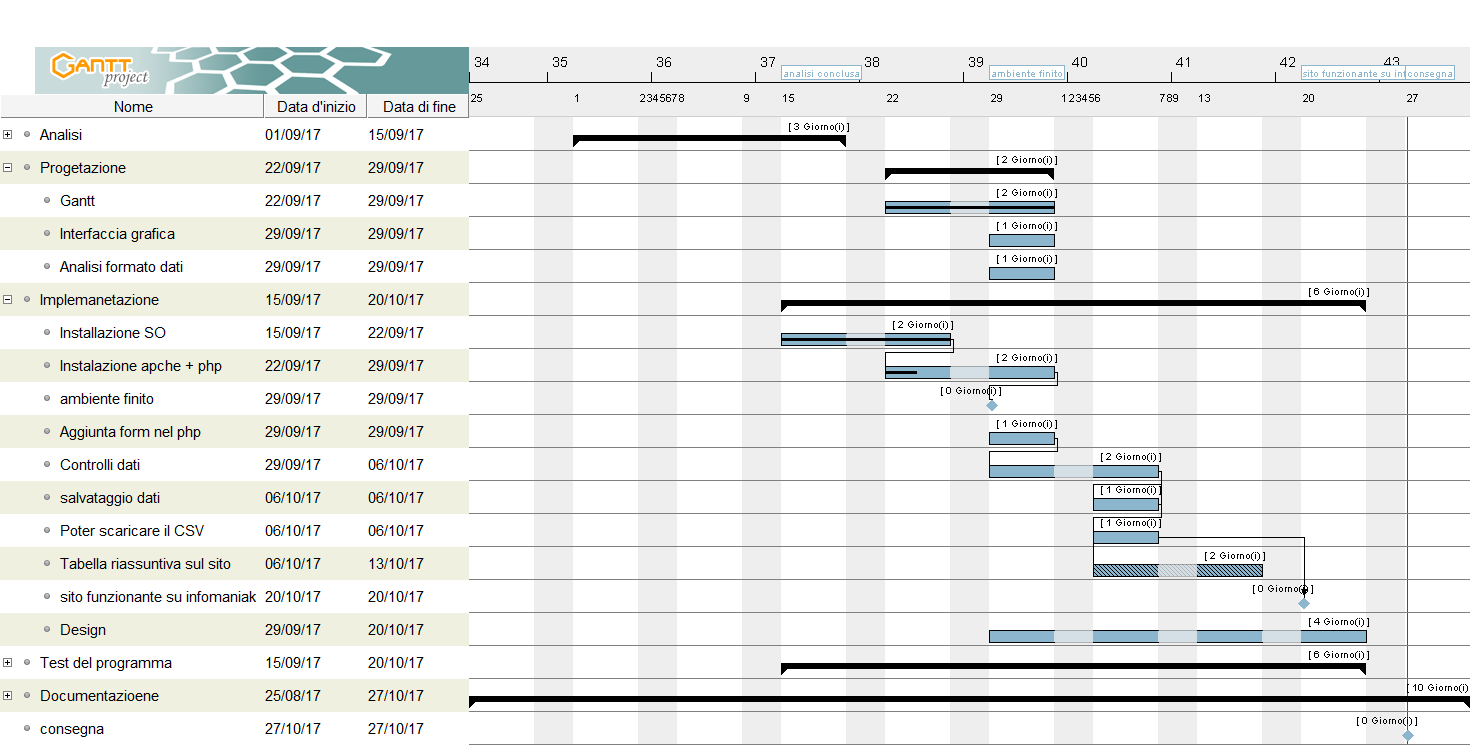 GANTT
project
34 35 36 37 38 39 40 41 42 43
analisi conclusa ambiente finito sito funzionante su inf consegna
Nome Data d'inizio Data di fine
25 1 2345678 9 15 22 29 123456 789 13 20 27
Analisi 01/09/17 15/09/17 [3 Giorno(i)]
Progetazione 22/09/17 29/09/17 [2 Giorno(i)]
Gantt 22/09/17 29/09/17 [2 Giorno(i)]
Interfaccia grafica 29/09/17 29/09/17 [1 Giorno(i)]
Analisi formato dati 29/09/17 29/09/17 [1 Giorno(i)]
Implemanetazione 15/09/17 20/10/17 [6 Giorno(i)]
Installazione SO 15/09/17 22/09/17 [2 Giorno(i)]
Instalazione apche + php 22/09/17 29/09/17 [2 Giorno(i)]
ambiente finito 29/09/17 29/09/17 [0 Giorno(i)]
Aggiunta form nel php 29/09/17 29/09/17 [1 Giorno(i)]
Controlli dati 29/09/17 06/10/17 [2 Giorno(i)]
salvataggio dati 06/10/17 06/10/17 [1 Giorno(i)]
Poter scaricare il CSV 06/10/17 06/10/17 [1 Giorno(i)]
Tabella riassuntiva sul sito 06/10/17 13/10/17 [2 Giorno(i)]
sito funzionante su infomaniak 20/10/17 20/10/17 [0 Giorno(i)]
Design 29/09/17 20/10/17 [4 Giorno(i)]
Test del programma 15/09/17 20/10/17 [6 Giorno(i)]
Documentazioene 25/08/17 27/10/17 [10 Giorno(i)
consegna 27/10/17 27/10/17 [0 Giorno(i)]